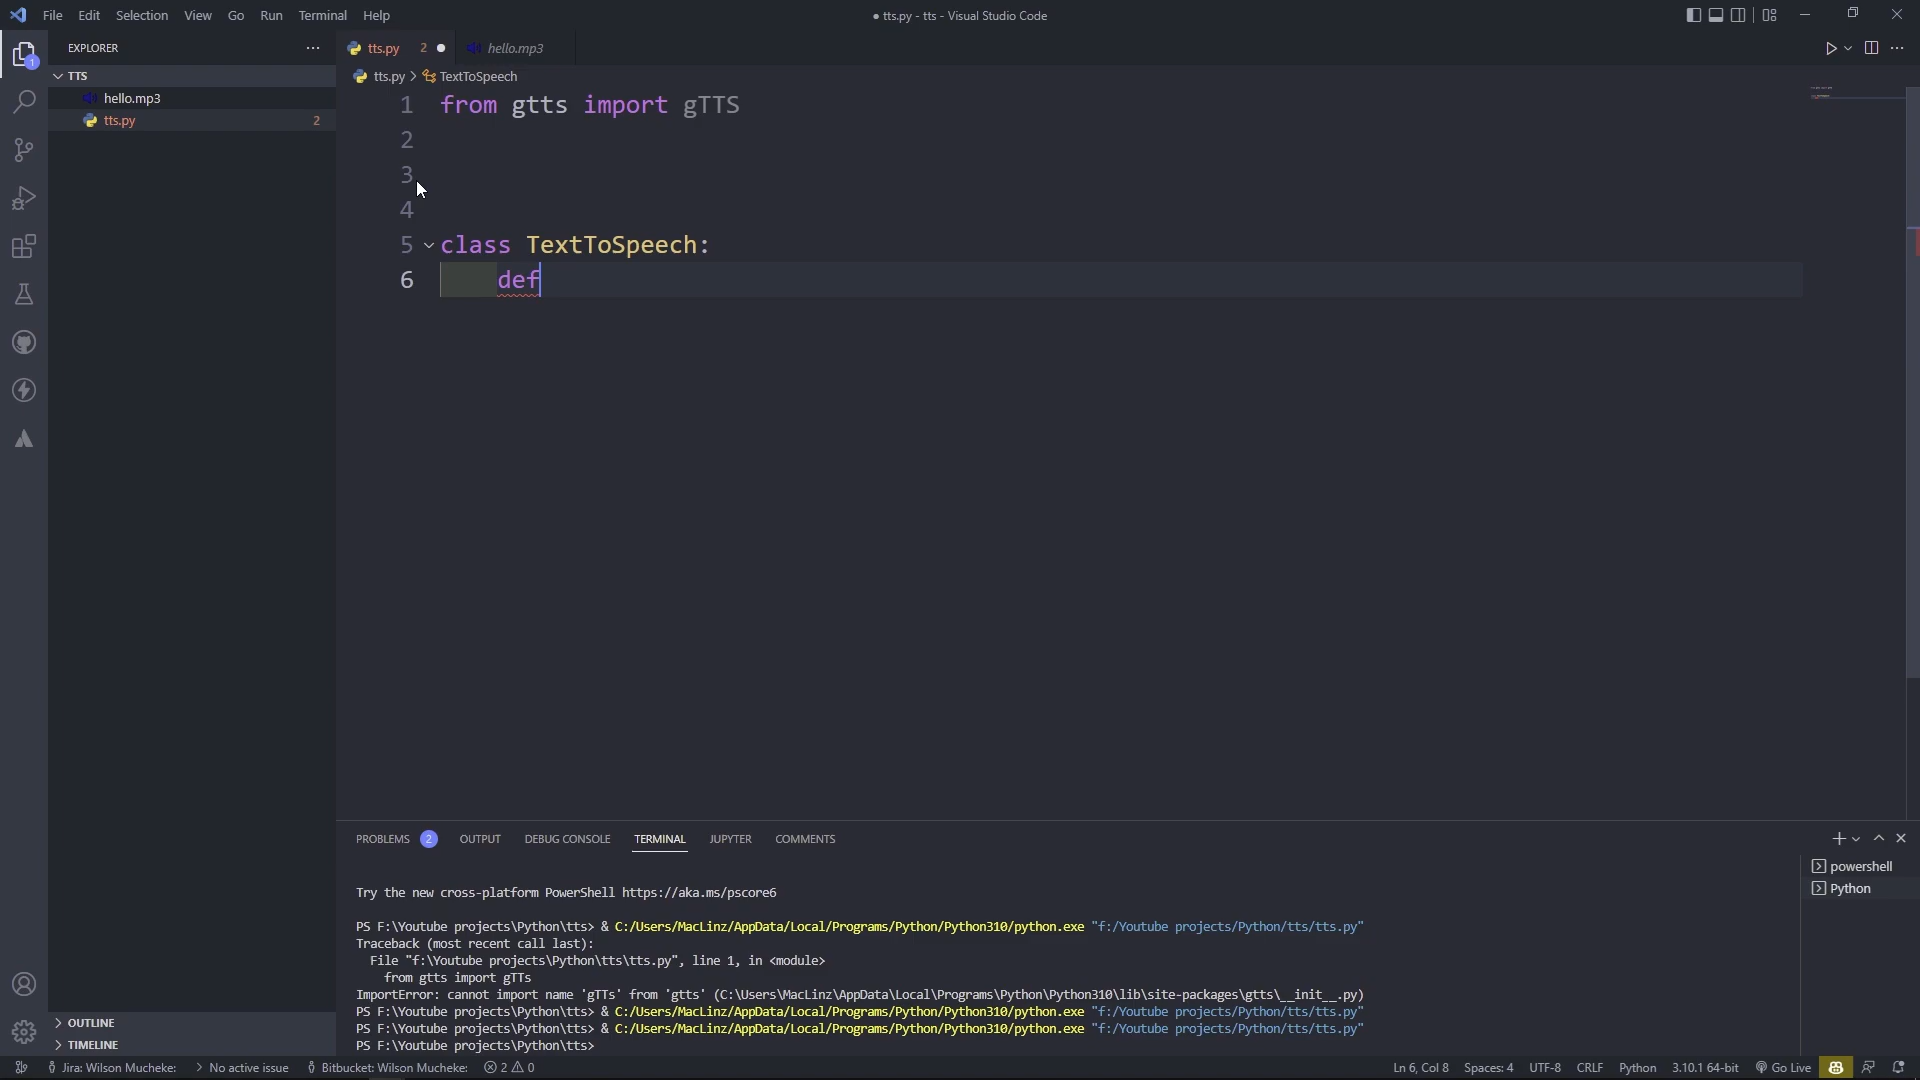 File Edit Selection View Go Run Terminal Help
● tts.py - tts - Visual Studio Code
EXPLORER
TTS
hello.mp3
tts.py 2
1
tts.py 2
hello.mp3
tts.py > TextToSpeech
1 from gtts import gTTS
2
3
4
5 class TextToSpeech:
6 def
PROBLEMS 2 OUTPUT DEBUG CONSOLE TERMINAL JUPYTER COMMENTS
powershell
Python
Try the new cross-platform PowerShell https://aka.ms/pscore6
PS F:\Youtube projects\Python\tts> & C:/Users/MacLinz/AppData/Local/Programs/Python/Python310/python.exe "f:/Youtube projects/Python/tts/tts.py"
Traceback (most recent call last):
File "f:\Youtube projects\Python\tts\tts.py", line 1, in <module>
from gtts import gTTs
ImportError: cannot import name 'gTTs' from 'gtts' (C:\Users\MacLinz\AppData\Local\Programs\Python\Python310\lib\site-packages\gtts\__init__.py)
PS F:\Youtube projects\Python\tts> & C:/Users/MacLinz/AppData/Local/Programs/Python/Python310/python.exe "f:/Youtube projects/Python/tts/tts.py"
PS F:\Youtube projects\Python\tts> & C:/Users/MacLinz/AppData/Local/Programs/Python/Python310/python.exe "f:/Youtube projects/Python/tts/tts.py"
PS F:\Youtube projects\Python\tts>
OUTLINE
TIMELINE
Jira: Wilson Mucheke: > No active issue Bitbucket: Wilson Mucheke: 2 0
Ln 6, Col 8 Spaces: 4 UTF-8 CRLF Python 3.10.1 64-bit Go Live